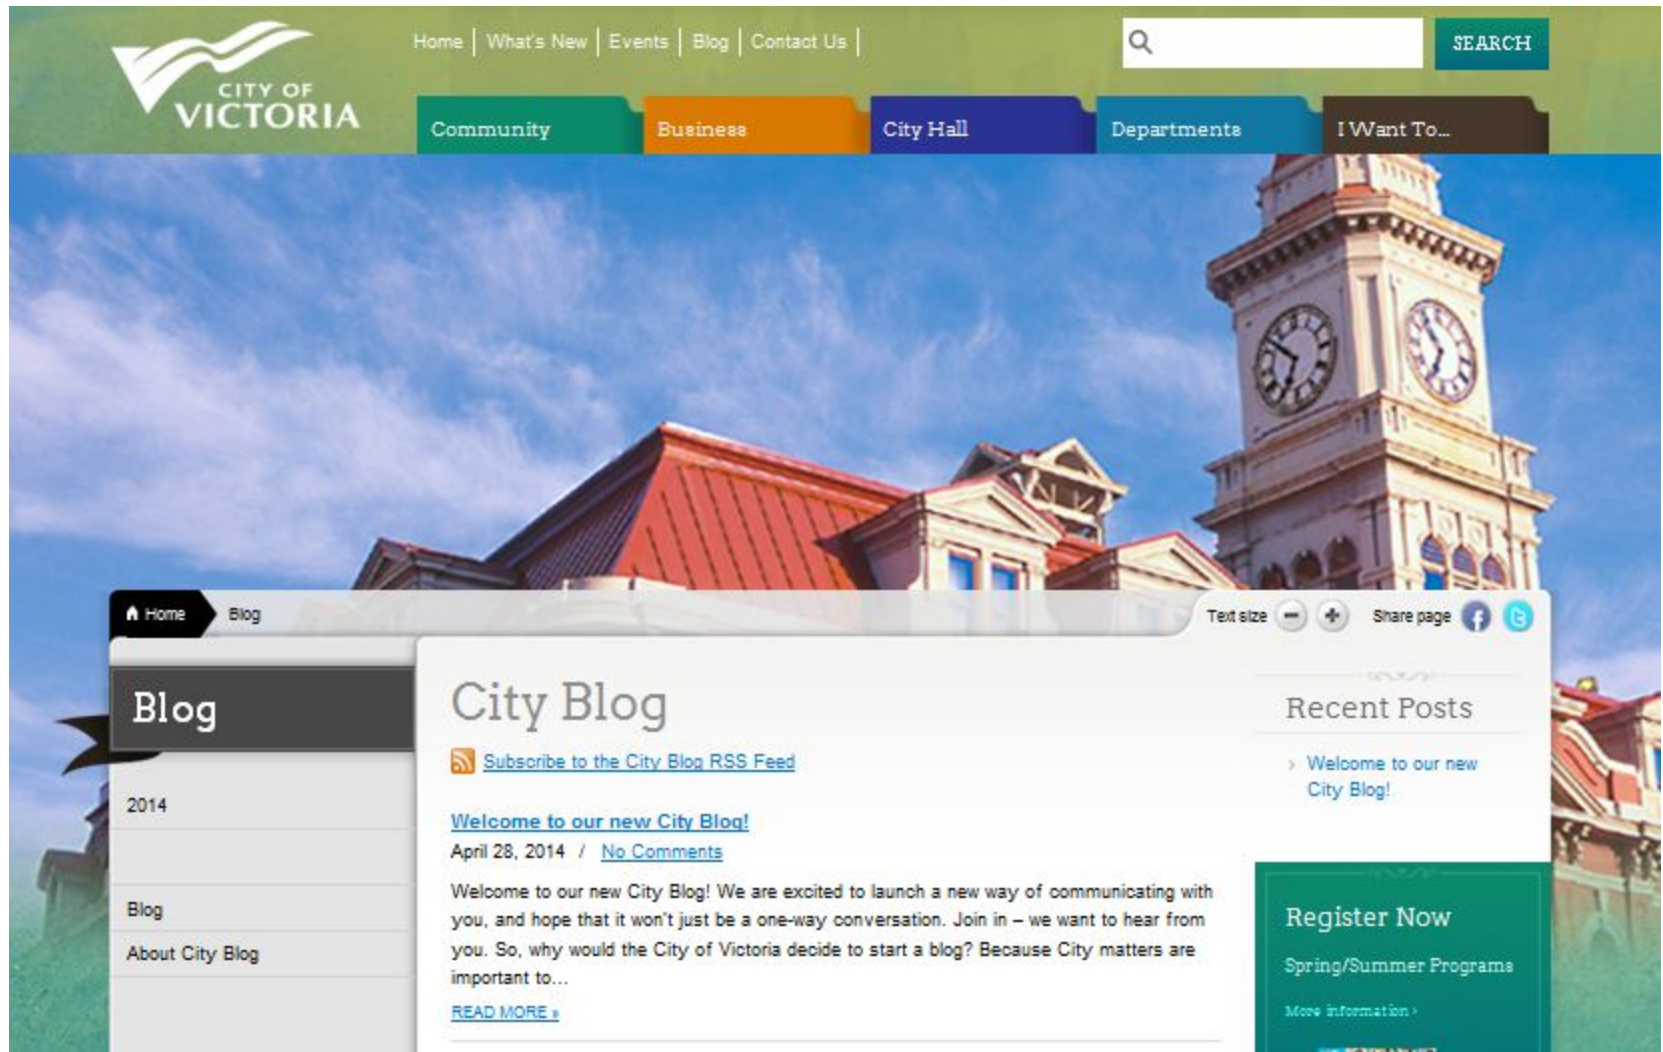 CITY OF
VICTORIA
Home | What's New | Events | Blog | Contact Us |
SEARCH
Community
Business
City Hall
Departments
I Want To...
Home
Blog
Text size
Share page
Blog
2014
Blog
About City Blog
City Blog
Subscribe to the City Blog RSS Feed
Welcome to our new City Blog!
April 28, 2014 / No Comments
Welcome to our new City Blog! We are excited to launch a new way of communicating with
you, and hope that it won't just be a one-way conversation. Join in – we want to hear from
you. So, why would the City of Victoria decide to start a blog? Because City matters are
important to...
READ MORE »
Recent Posts
› Welcome to our new
City Blog!
Register Now
Spring/Summer Programs
More information ›